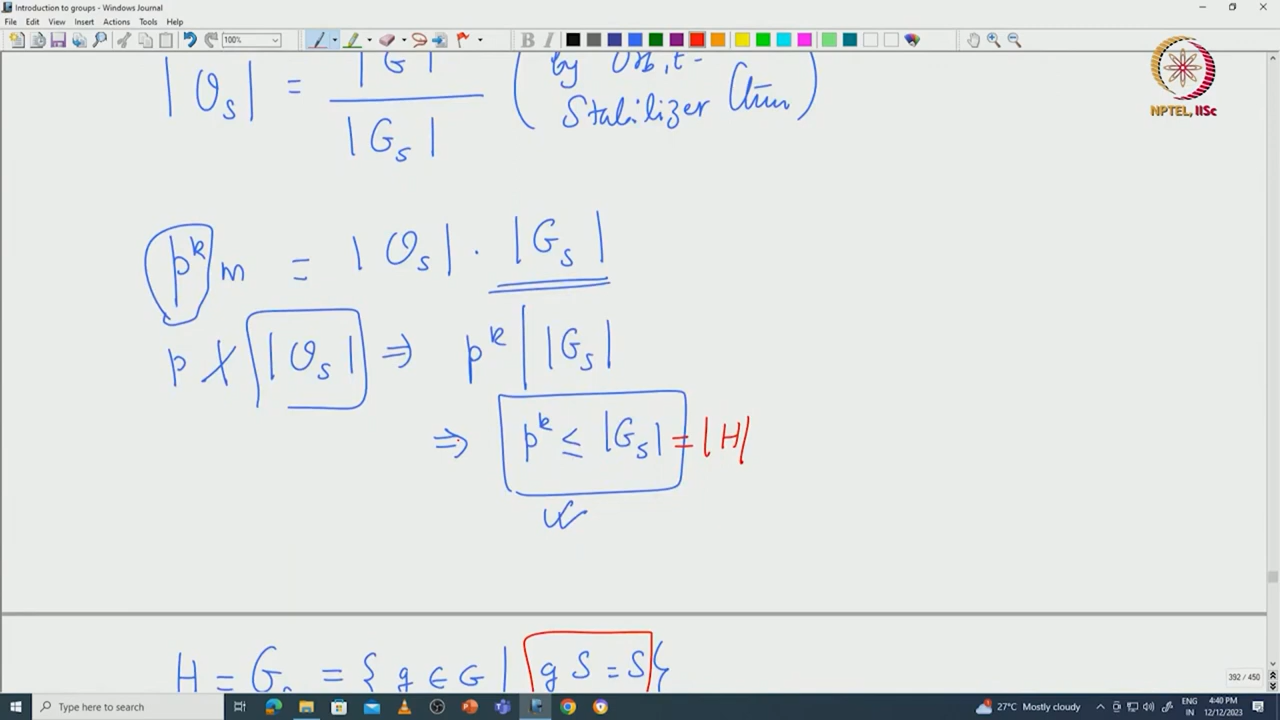 Introduction to groups - Windows Journal
File Edit View Insert Actions Tools Help
100%
B I
NPTEL, IISc
|O_S| = |G| / |G_S| ( by Orbit-Stabilizer Thm )
p^k m = |O_S| · |G_S|
p ∤ |O_S| ⇒ p^k | |G_S|
⇒ p^k ≤ |G_S| = |H|
392 / 450
H = G_S = { g ∈ G | g S = S }
Type here to search
27°C Mostly cloudy
ENG
IN
4:40 PM
12/12/2023